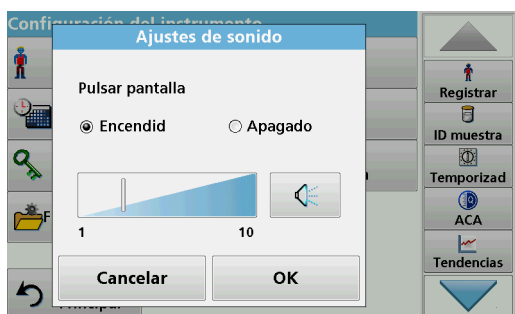 Configuración del instrumento
Ajustes de sonido
Pulsar pantalla
Encendid
Apagado
1
10
Cancelar
OK
F
Principal
Registrar
ID muestra
Temporizad
ACA
Tendencias